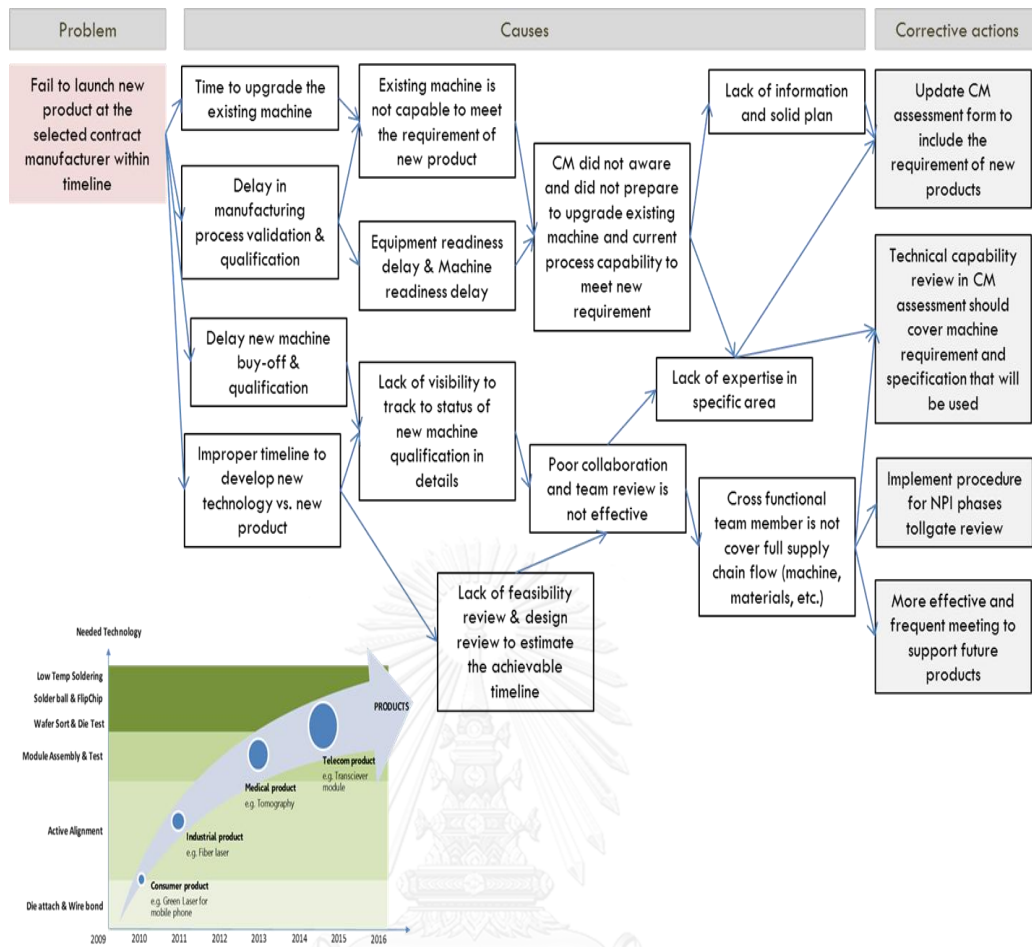 Problem
Causes
Corrective actions
Fail to launch new
product at the
selected contract
manufacturer within
timeline
Time to upgrade the
existing machine
Delay in
manufacturing
process validation &
qualification
Delay new machine
buy-off &
qualification
Improper timeline to
develop new
technology vs. new
product
Existing machine is
not capable to meet
the requirement of
new product
Equipment readiness
delay & Machine
readiness delay
Lack of visibility to
track to status of
new machine
qualification in
details
Lack of feasibility
review & design
review to estimate
the achievable
timeline
CM did not aware
and did not prepare
to upgrade existing
machine and current
process capability to
meet new
requirement
Poor collaboration
and team review is
not effective
Lack of information
and solid plan
Lack of expertise in
specific area
Cross functional
team member is not
cover full supply
chain flow (machine,
materials, etc.)
Update CM
assessment form to
include the
requirement of new
products
Technical capability
review in CM
assessment should
cover machine
requirement and
specification that will
be used
Implement procedure
for NPI phases
tollgate review
More effective and
frequent meeting to
support future
products
Needed Technology
Low Temp Soldering
Solder ball & FlipChip
Wafer Sort & Die Test
Module Assembly & Test
Active Alignment
Die attach & Wire bond
PRODUCTS
Telecom product
e.g. Transciever
module
Medical product
e.g. Tomography
Industrial product
e.g. Fiber laser
Consumer product
e.g. Green Laser for
mobile phone
2009 2010 2011 2012 2013 2014 2015 2016